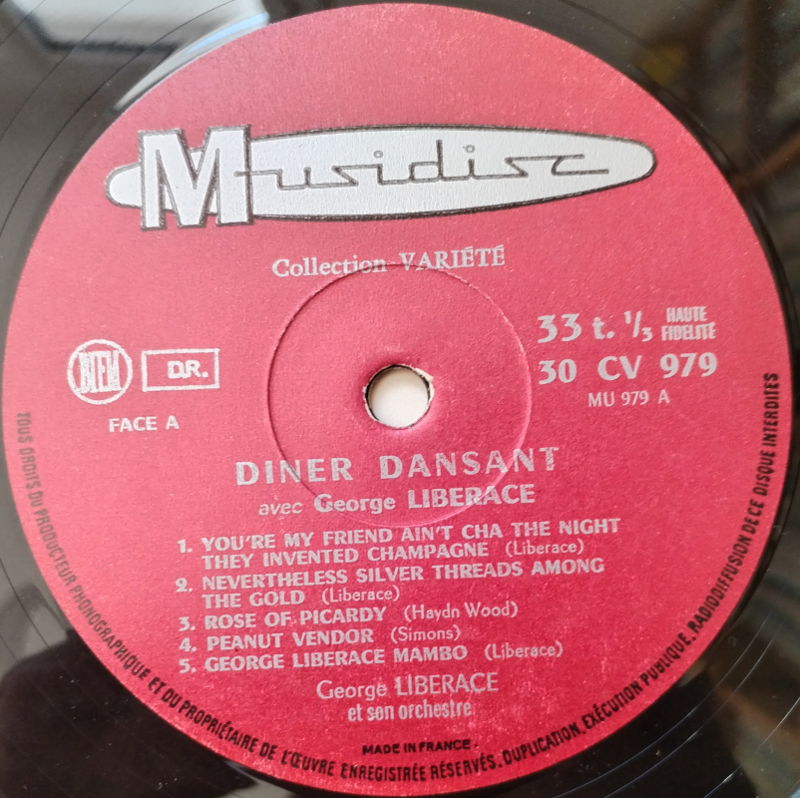 Musidisc
Collection VARIÉTÉ
33 t. 1/3 HAUTE FIDELITE
30 CV 979
MU 979 A
BIEM
D.R.
FACE A
DINER DANSANT
avec George LIBERACE
1. YOU'RE MY FRIEND AIN'T CHA THE NIGHT
THEY INVENTED CHAMPAGNE (Liberace)
2. NEVERTHELESS SILVER THREADS AMONG
THE GOLD (Liberace)
3. ROSE OF PICARDY (Haydn Wood)
4. PEANUT VENDOR (Simons)
5. GEORGE LIBERACE MAMBO (Liberace)
George LIBERACE
et son orchestre
MADE IN FRANCE.
TOUS DROITS DU PRODUCTEUR PHONOGRAPHIQUE ET DU PROPRIÉTAIRE DE L'ŒUVRE ENREGISTRÉE RÉSERVÉS. DUPLICATION, EXÉCUTION PUBLIQUE, RADIODIFFUSION DE CE DISQUE INTERDITES